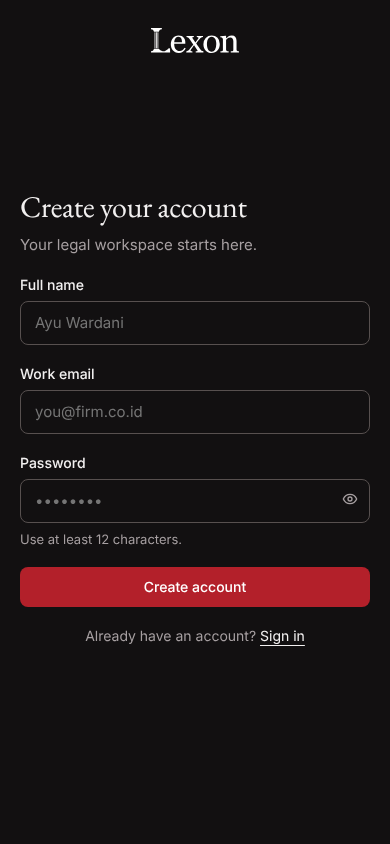 Lexon
Create your account
Your legal workspace starts here.
Full name
Ayu Wardani
Work email
you@firm.co.id
Password
••••••••
Use at least 12 characters.
Create account
Already have an account? Sign in